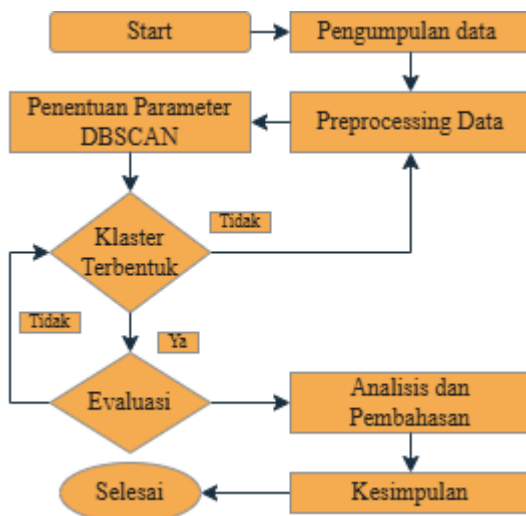 Start
Pengumpulan data
Penentuan Parameter
DBSCAN
Preprocessing Data
Klaster
Terbentuk
Tidak
Tidak
Ya
Evaluasi
Analisis dan
Pembahasan
Selesai
Kesimpulan